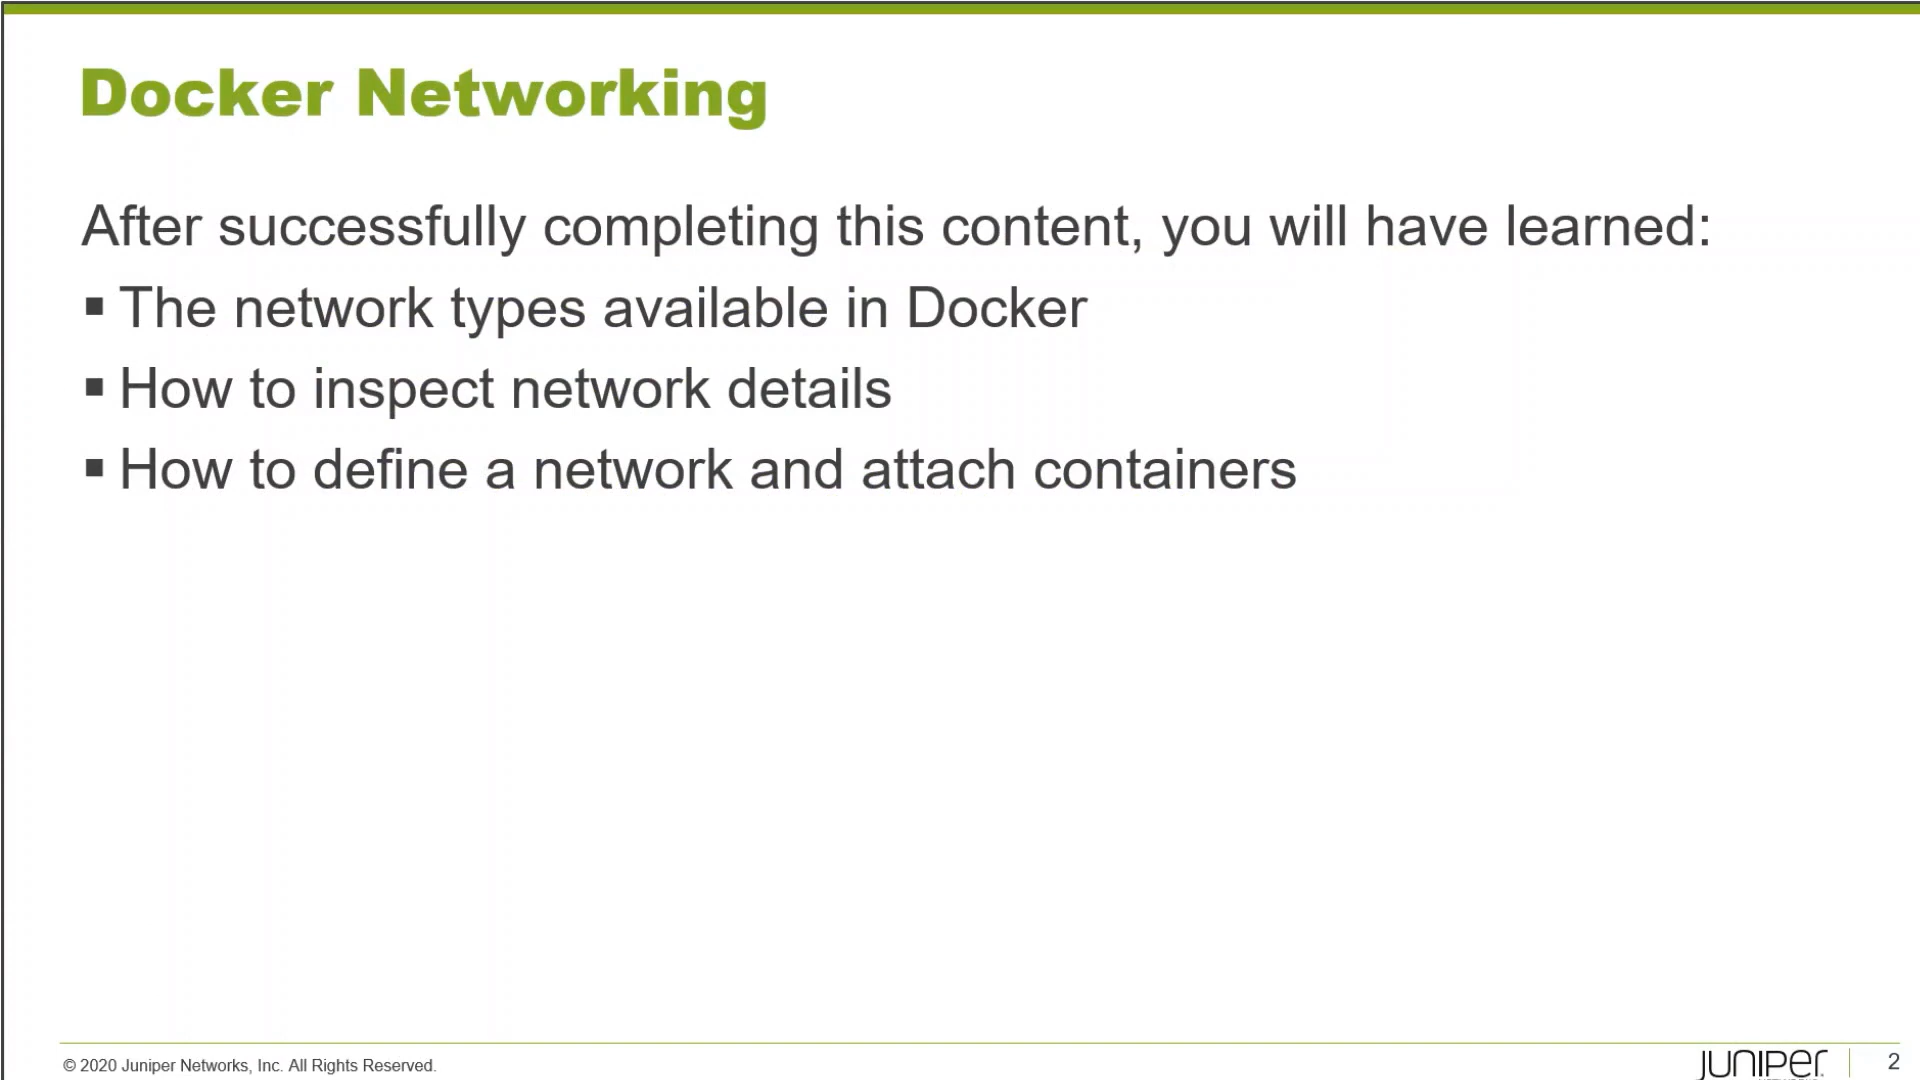 Docker Networking
After successfully completing this content, you will have learned:
▪ The network types available in Docker
▪ How to inspect network details
▪ How to define a network and attach containers
© 2020 Juniper Networks, Inc. All Rights Reserved.
JUNIPEr
2